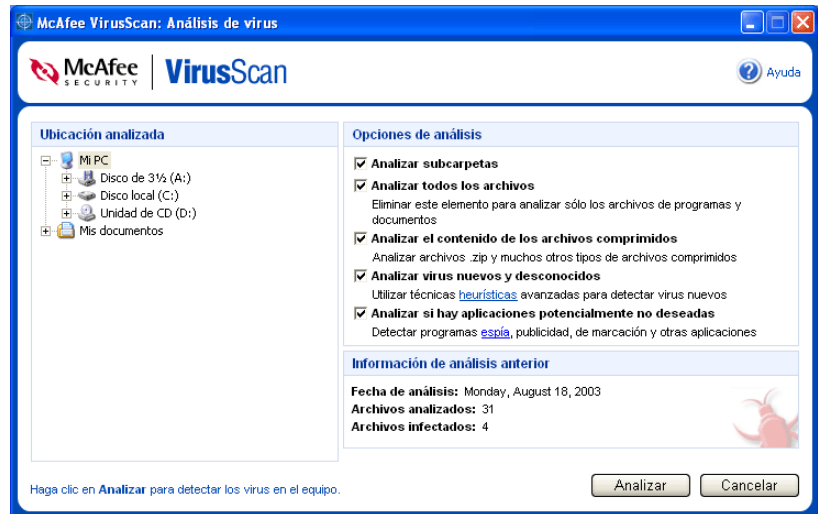 McAfee VirusScan: Análisis de virus
McAfee SECURITY | VirusScan
Ayuda
Ubicación analizada
Mi PC
Disco de 3½ (A:)
Disco local (C:)
Unidad de CD (D:)
Mis documentos
Opciones de análisis
Analizar subcarpetas
Analizar todos los archivos
Eliminar este elemento para analizar sólo los archivos de programas y
documentos
Analizar el contenido de los archivos comprimidos
Analizar archivos .zip y muchos otros tipos de archivos comprimidos
Analizar virus nuevos y desconocidos
Utilizar técnicas heurísticas avanzadas para detectar virus nuevos
Analizar si hay aplicaciones potencialmente no deseadas
Detectar programas espía, publicidad, de marcación y otras aplicaciones
Información de análisis anterior
Fecha de análisis: Monday, August 18, 2003
Archivos analizados: 31
Archivos infectados: 4
Haga clic en Analizar para detectar los virus en el equipo.
Analizar
Cancelar